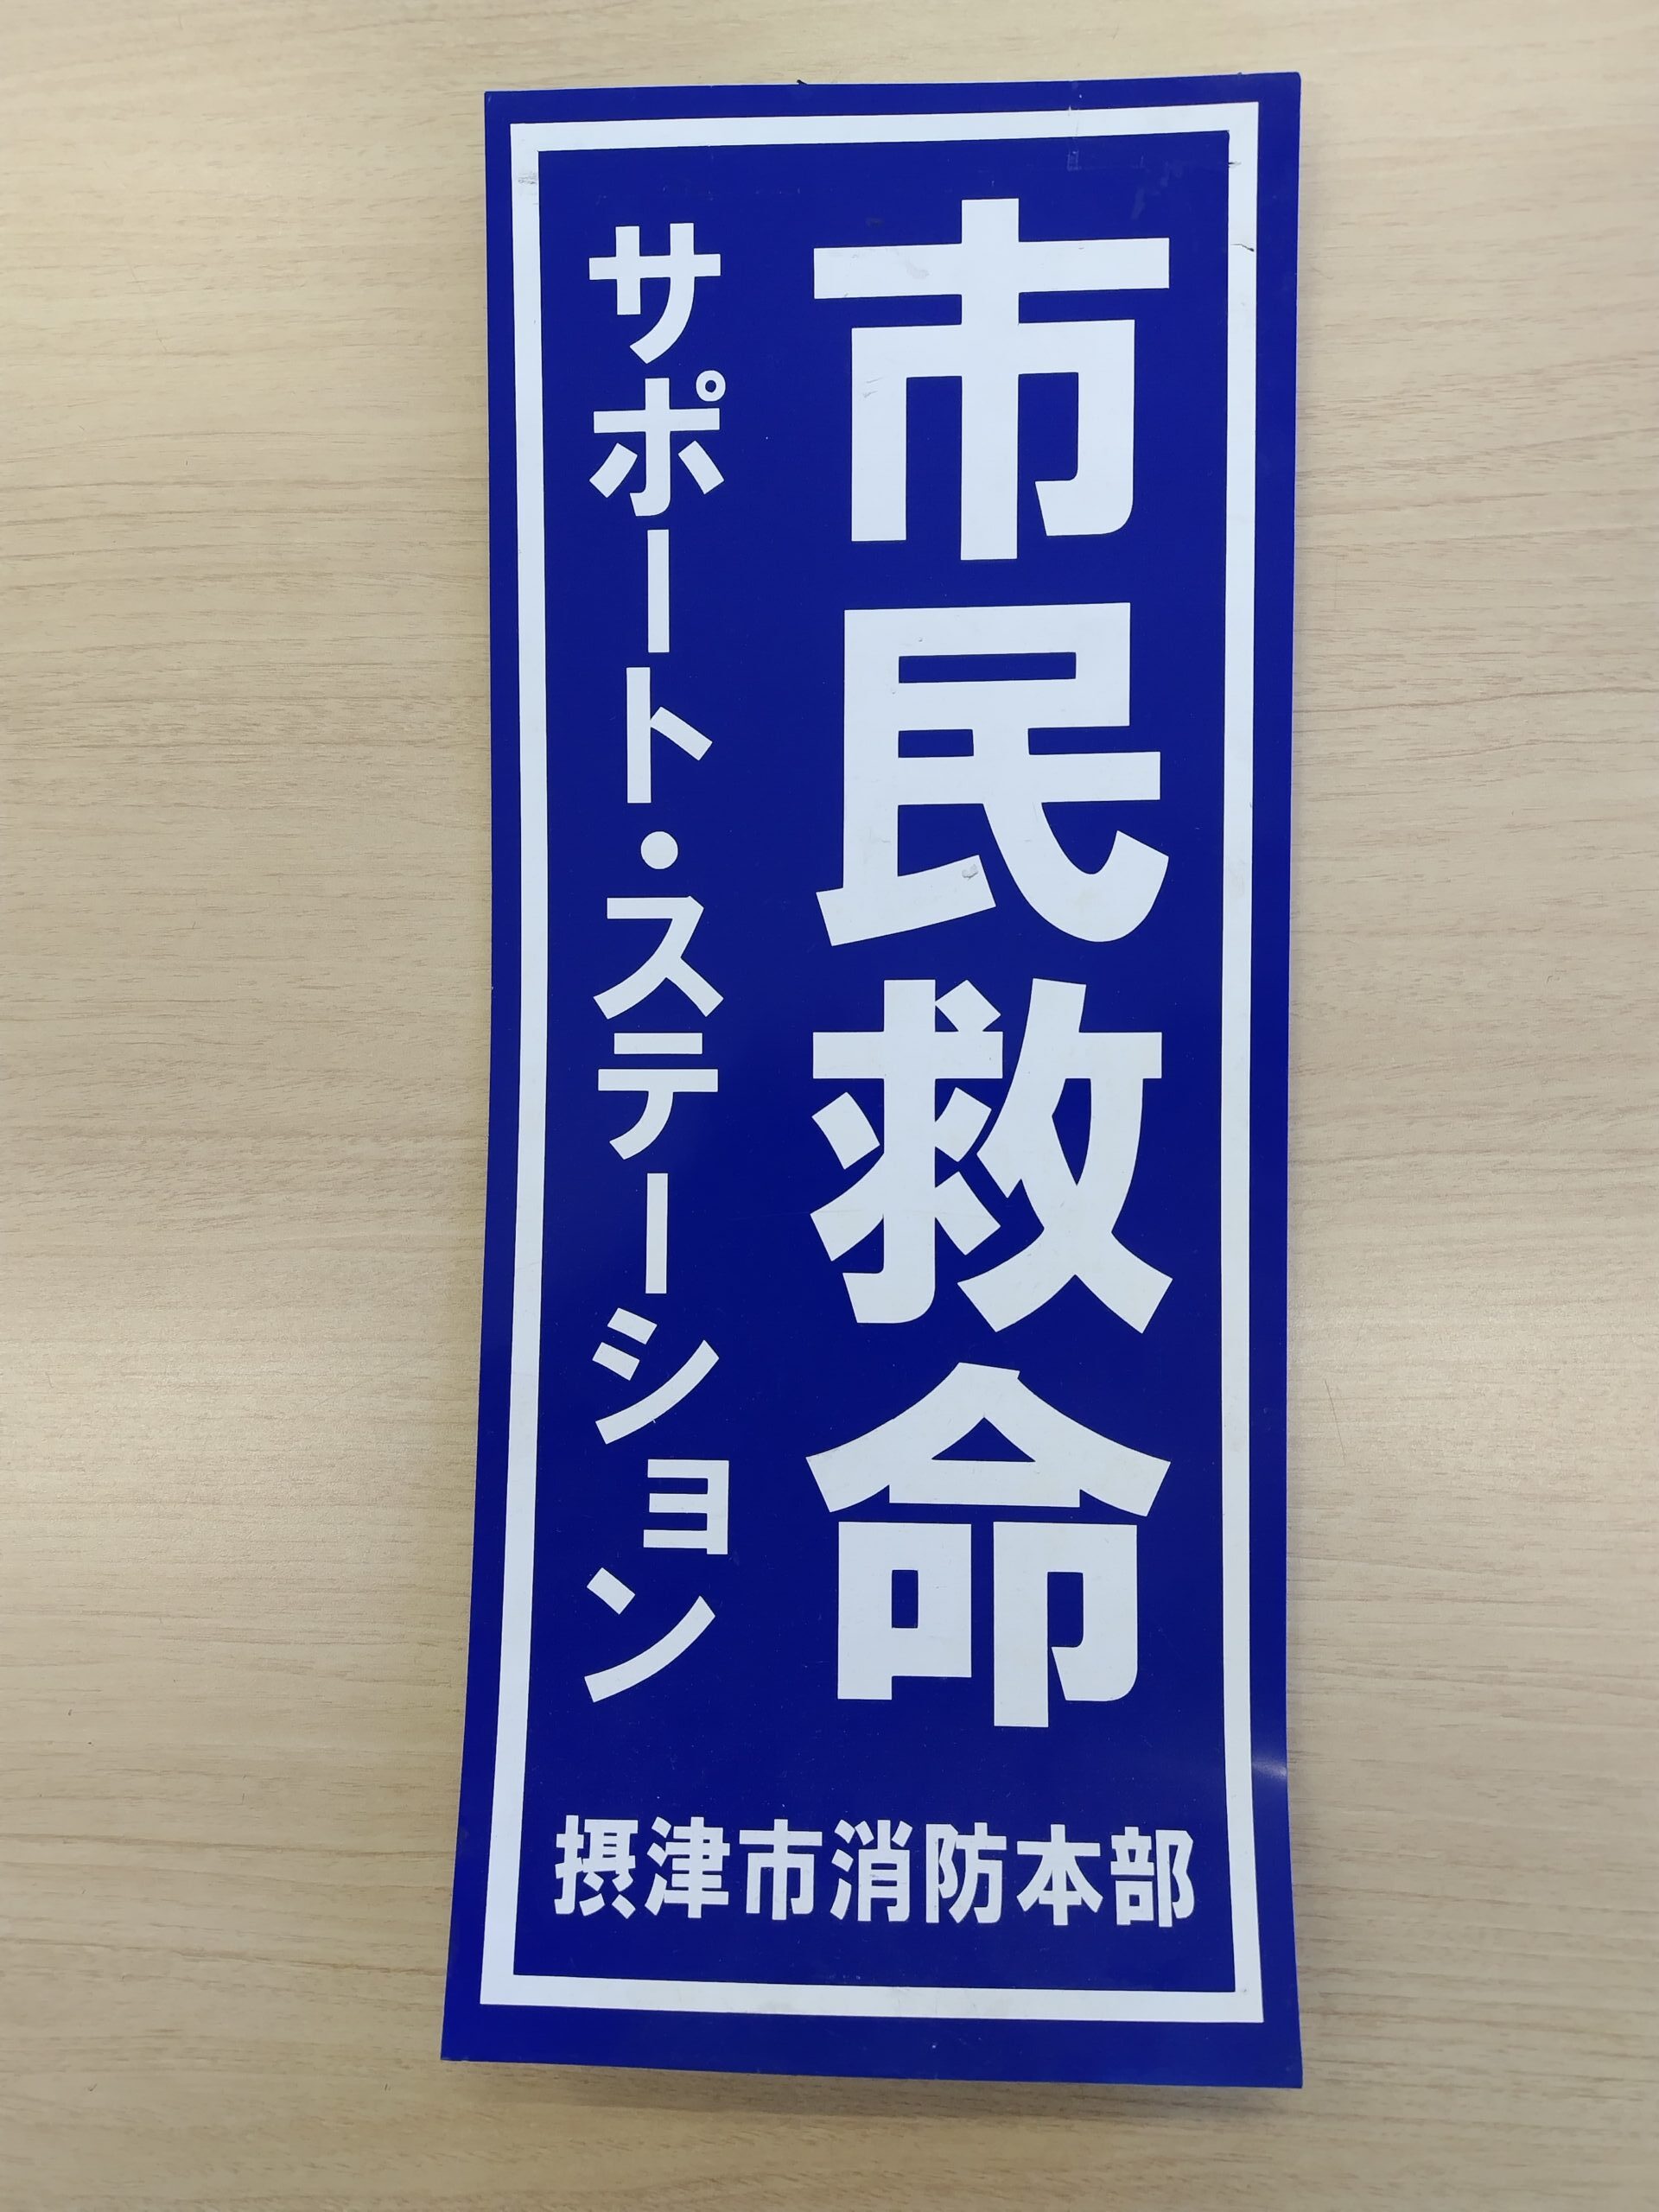 市民救命
サポート・ステーション
摂津市消防本部